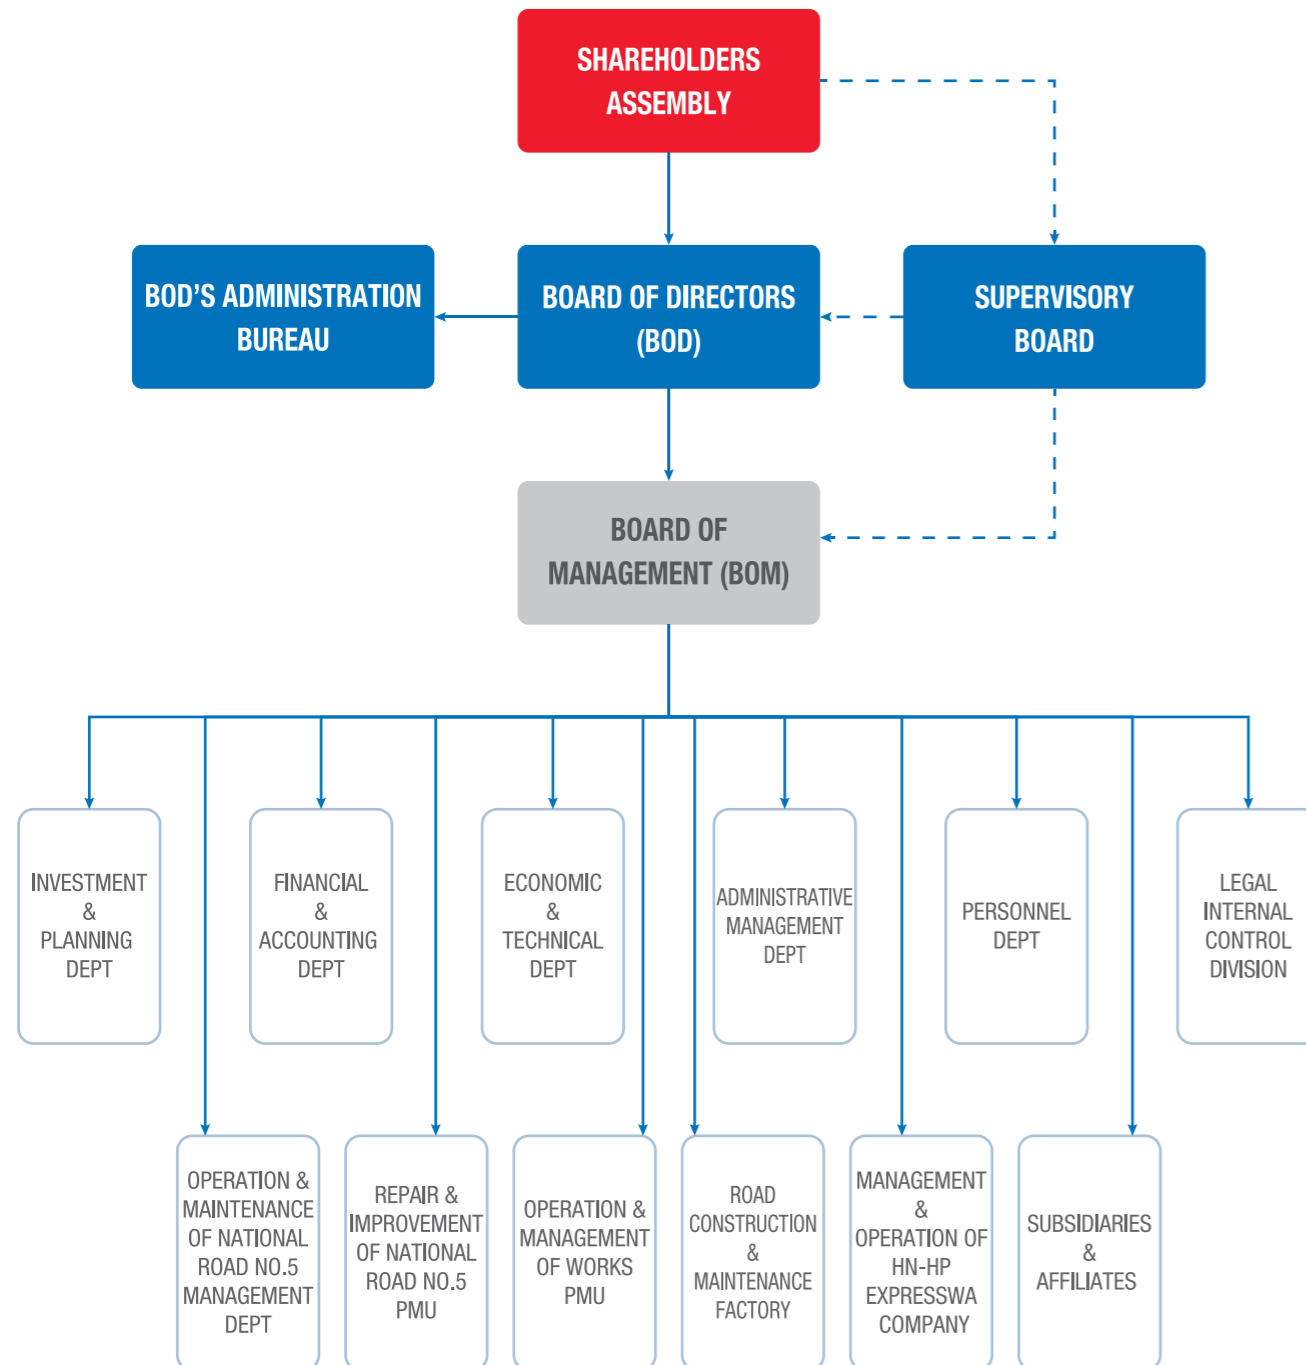 SHAREHOLDERS
ASSEMBLY
BOD'S ADMINISTRATION
BUREAU
BOARD OF DIRECTORS
(BOD)
SUPERVISORY
BOARD
BOARD OF
MANAGEMENT (BOM)
INVESTMENT
&
PLANNING
DEPT
FINANCIAL
&
ACCOUNTING
DEPT
ECONOMIC
&
TECHNICAL
DEPT
ADMINISTRATIVE
MANAGEMENT
DEPT
PERSONNEL
DEPT
LEGAL
INTERNAL
CONTROL
DIVISION
OPERATION &
MAINTENANCE
OF NATIONAL
ROAD NO.5
MANAGEMENT
DEPT
REPAIR &
IMPROVEMENT
OF NATIONAL
ROAD NO.5
PMU
OPERATION &
MANAGEMENT
OF WORKS
PMU
ROAD
CONSTRUCTION
&
MAINTENANCE
FACTORY
MANAGEMENT
&
OPERATION OF
HN-HP
EXPRESSWA
COMPANY
SUBSIDIARIES
&
AFFILIATES